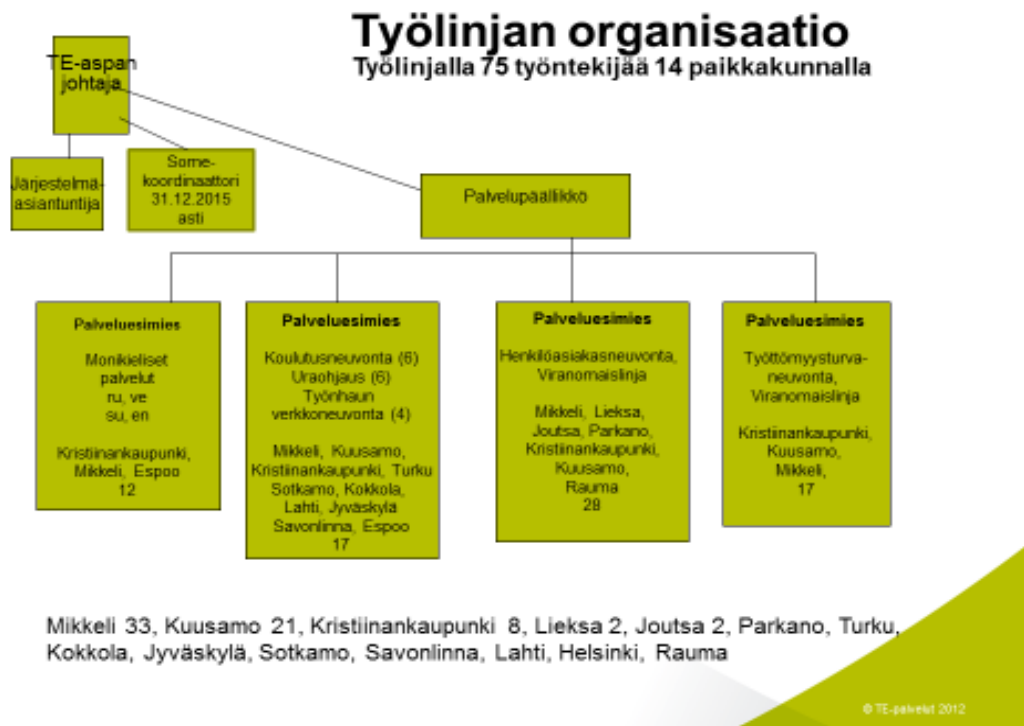 Työlinjan organisaatio
Työlinjalla 75 työntekijää 14 paikkakunnalla
TE-aspan
johtaja
Järjestelmä-
asiantuntija
Some-
koordinaattori
31.12.2015
asti
Palvelupäällikkö
Palveluesimies
Monikieliset
palvelut
ru, ve
su, en
Kristiinankaupunki,
Mikkeli, Espoo
12
Palveluesimies
Koulutusneuvonta (6)
Uraohjaus (6)
Työnhaun
verkkoneuvonta (4)
Mikkeli, Kuusamo,
Kristiinankaupunki, Turku
Sotkamo, Kokkola,
Lahti, Jyväskylä
Savonlinna, Espoo
17
Palveluesimies
Henkilöasiakasneuvonta,
Viranomaislinja
Mikkeli, Lieksa,
Joutsa, Parkano,
Kristiinankaupunki,
Kuusamo,
Rauma
28
Palveluesimies
Työttömyysturva-
neuvonta,
Viranomaislinja
Kristiinankaupunki,
Kuusamo,
Mikkeli,
17
Mikkeli 33, Kuusamo 21, Kristiinankaupunki 8, Lieksa 2, Joutsa 2, Parkano, Turku,
Kokkola, Jyväskylä, Sotkamo, Savonlinna, Lahti, Helsinki, Rauma
© TE-palvelut 2012